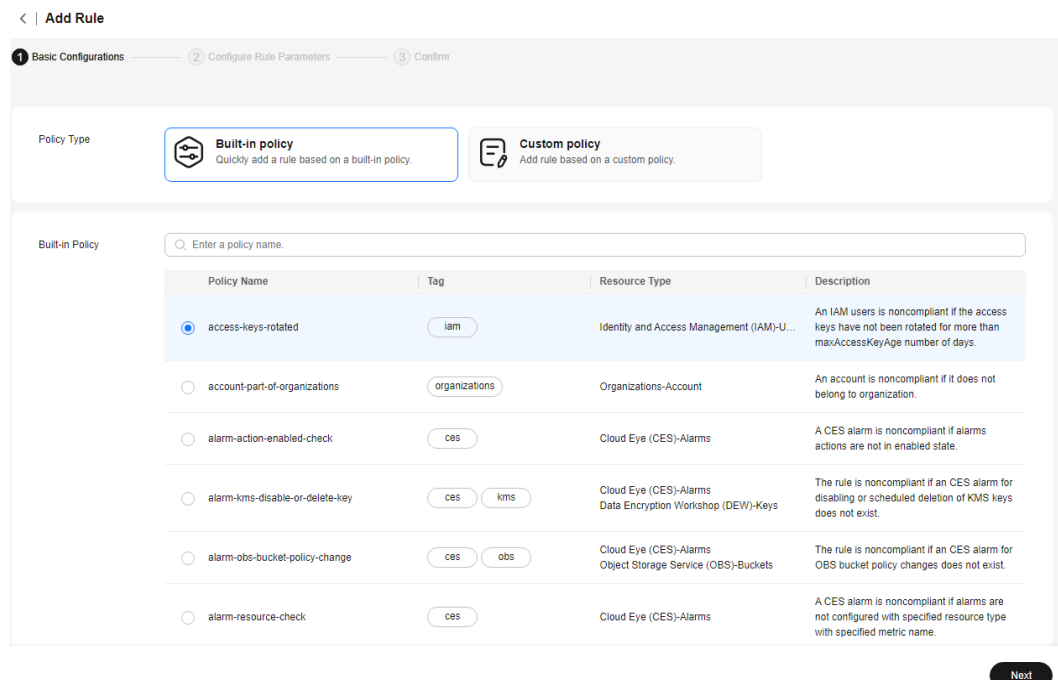 Add Rule
1 Basic Configurations
2 Configure Rule Parameters
3 Confirm
Policy Type
Built-in policy
Quickly add a rule based on a built-in policy.
Custom policy
Add rule based on a custom policy.
Built-in Policy
Enter a policy name.
Policy Name Tag Resource Type Description
access-keys-rotated iam Identity and Access Management (IAM)-U...
An IAM users is noncompliant if the access
keys have not been rotated for more than
maxAccessKeyAge number of days.
account-part-of-organizations organizations Organizations-Account
An account is noncompliant if it does not
belong to organization.
alarm-action-enabled-check ces Cloud Eye (CES)-Alarms
A CES alarm is noncompliant if alarms
actions are not in enabled state.
alarm-kms-disable-or-delete-key ces kms
Cloud Eye (CES)-Alarms
Data Encryption Workshop (DEW)-Keys
The rule is noncompliant if an CES alarm for
disabling or scheduled deletion of KMS keys
does not exist.
alarm-obs-bucket-policy-change ces obs
Cloud Eye (CES)-Alarms
Object Storage Service (OBS)-Buckets
The rule is noncompliant if an CES alarm for
OBS bucket policy changes does not exist.
alarm-resource-check ces Cloud Eye (CES)-Alarms
A CES alarm is noncompliant if alarms are
not configured with specified resource type
with specified metric name.
Next